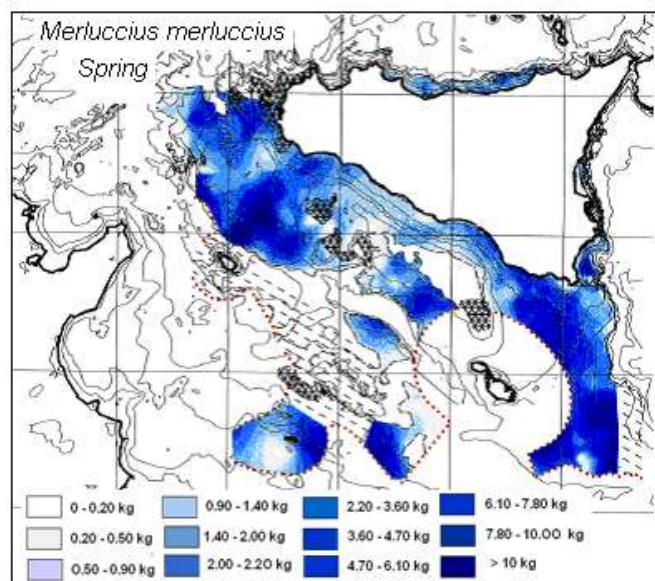 Merluccius merluccius
Spring
0 - 0.20 kg
0.90 - 1.40 kg
2.20 - 3.60 kg
6.10 - 7.80 kg
0.20 - 0.50 kg
1.40 - 2.00 kg
3.60 - 4.70 kg
7.80 - 10.00 kg
0.50 - 0.90 kg
2.00 - 2.20 kg
4.70 - 6.10 kg
> 10 kg